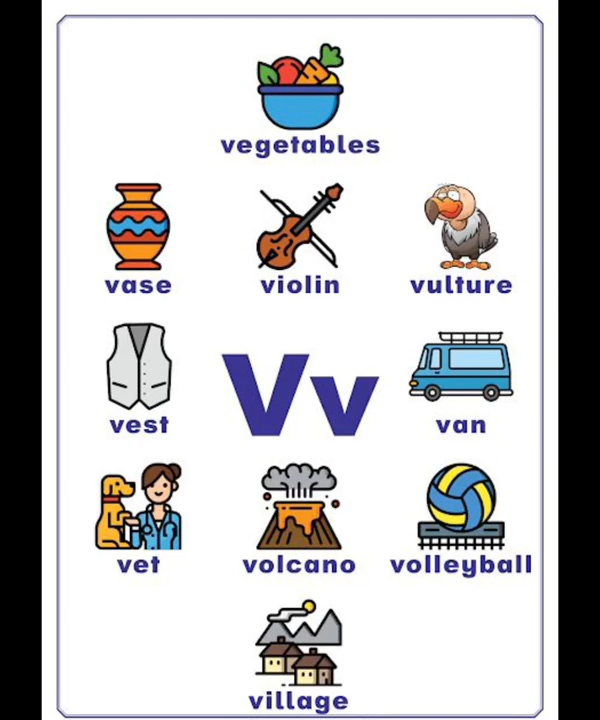 vegetables
vase violin vulture
Vv
vest van
vet volcano volleyball
village